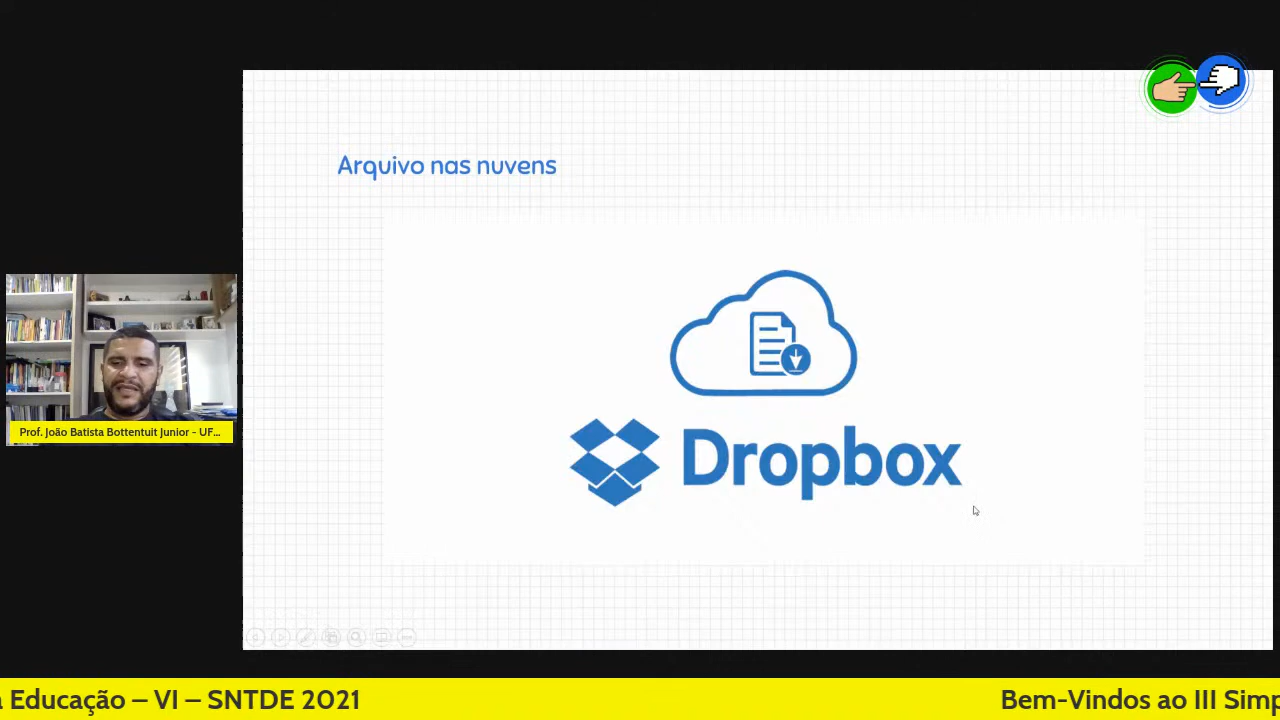 Arquivo nas nuvens
Dropbox
Prof. João Batista Bottentuit Junior - UF...
a Educação – VI – SNTDE 2021
Bem-Vindos ao III Simp